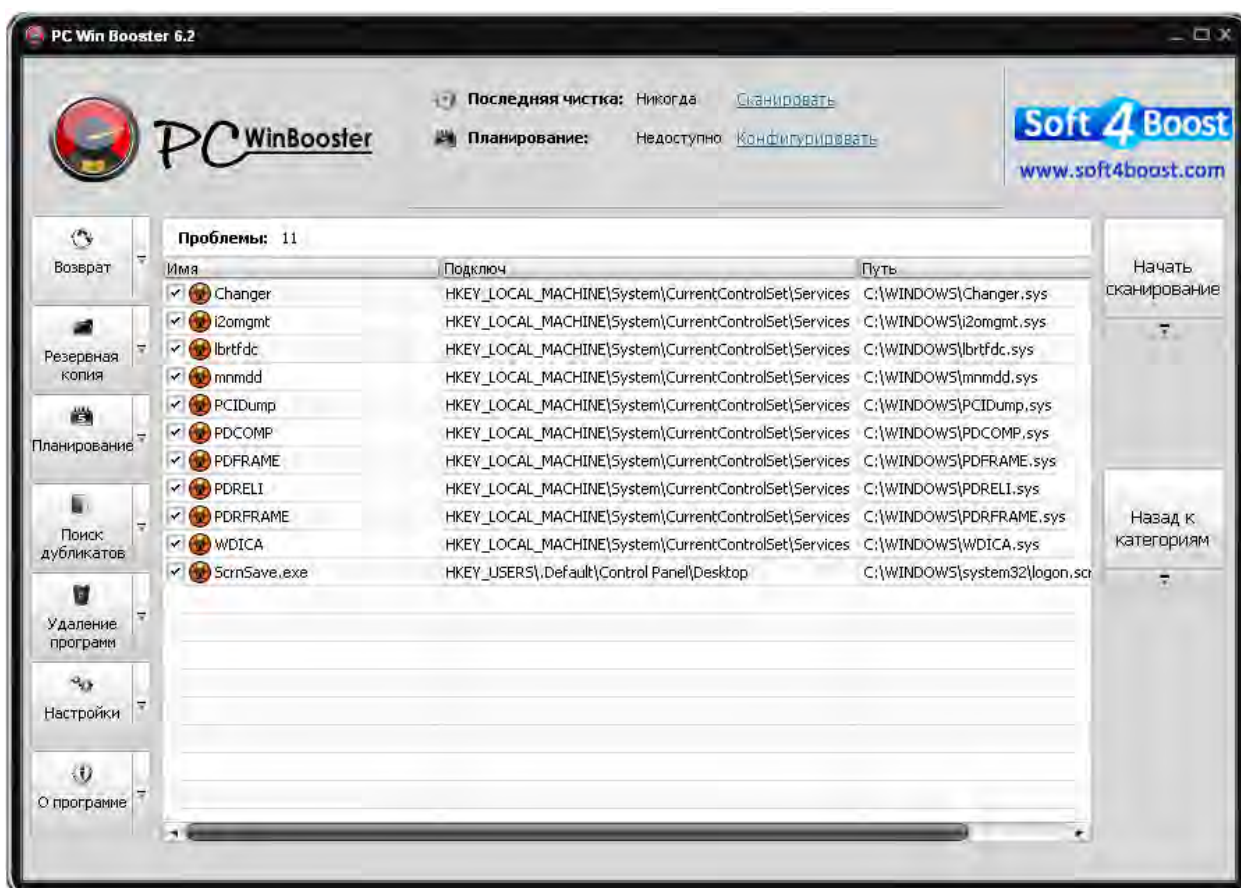 PC Win Booster 6.2
PC WinBooster
Последняя чистка: Никогда Сканировать
Планирование: Недоступно Конфигурировать
Soft 4 Boost
www.soft4boost.com
Возврат
Резервная
копия
Планирование
Поиск
дубликатов
Удаление
программ
Настройки
О программе
Проблемы: 11
Имя Подключ Путь
Changer HKEY_LOCAL_MACHINE\System\CurrentControlSet\Services C:\WINDOWS\Changer.sys
i2omgmt HKEY_LOCAL_MACHINE\System\CurrentControlSet\Services C:\WINDOWS\i2omgmt.sys
lbrtfdc HKEY_LOCAL_MACHINE\System\CurrentControlSet\Services C:\WINDOWS\lbrtfdc.sys
mnmdd HKEY_LOCAL_MACHINE\System\CurrentControlSet\Services C:\WINDOWS\mnmdd.sys
PCIDump HKEY_LOCAL_MACHINE\System\CurrentControlSet\Services C:\WINDOWS\PCIDump.sys
PDCOMP HKEY_LOCAL_MACHINE\System\CurrentControlSet\Services C:\WINDOWS\PDCOMP.sys
PDFRAME HKEY_LOCAL_MACHINE\System\CurrentControlSet\Services C:\WINDOWS\PDFRAME.sys
PDRELI HKEY_LOCAL_MACHINE\System\CurrentControlSet\Services C:\WINDOWS\PDRELI.sys
PDRFRAME HKEY_LOCAL_MACHINE\System\CurrentControlSet\Services C:\WINDOWS\PDRFRAME.sys
WDICA HKEY_LOCAL_MACHINE\System\CurrentControlSet\Services C:\WINDOWS\WDICA.sys
ScrnSave.exe HKEY_USERS\.Default\Control Panel\Desktop C:\WINDOWS\system32\logon.scr
Начать
сканирование
Назад к
категориям